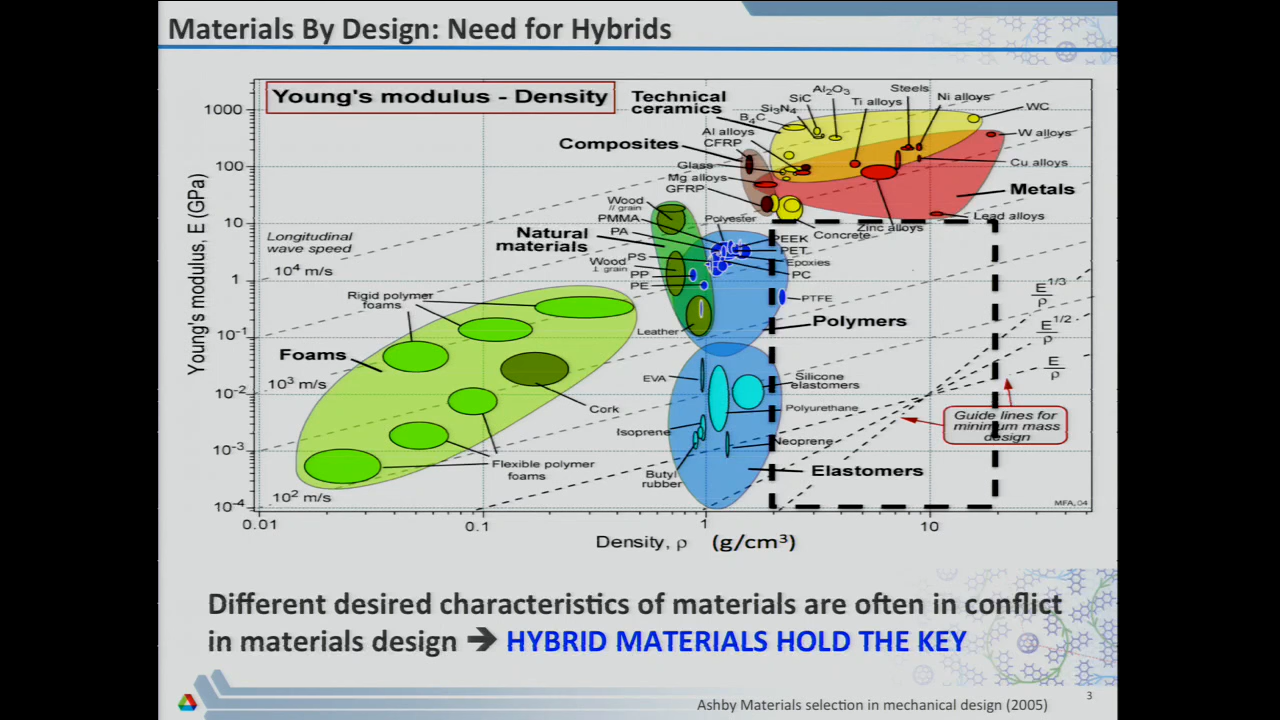 Materials By Design: Need for Hybrids
Young's modulus - Density
Technical
ceramics
Composites
Natural
materials
Foams
Metals
Polymers
Elastomers
Al₂O₃
SiC
Si₃N₄
B₄C
Ti alloys
Steels
Ni alloys
WC
W alloys
Cu alloys
Lead alloys
Zinc alloys
Al alloys
CFRP
Glass
Mg alloys
GFRP
Concrete
Wood
// grain
PMMA
PA
PS
Wood
⊥ grain
PP
PE
Leather
Polyester
PEEK
PET
Epoxies
PC
PTFE
Rigid polymer
foams
Cork
Flexible polymer
foams
EVA
Isoprene
Butyl
rubber
Silicone
elastomers
Polyurethane
Neoprene
Longitudinal
wave speed
10⁴ m/s
10³ m/s
10² m/s
E^1/3
ρ
E^1/2
ρ
E
ρ
Guide lines for
minimum mass
design
MFA, 04
Young's modulus, E (GPa)
1000
100
10
1
10⁻¹
10⁻²
10⁻³
10⁻⁴
0.01
0.1
1
10
Density, ρ (g/cm³)
Different desired characteristics of materials are often in conflict
in materials design ➔ HYBRID MATERIALS HOLD THE KEY
Ashby Materials selection in mechanical design (2005)
3